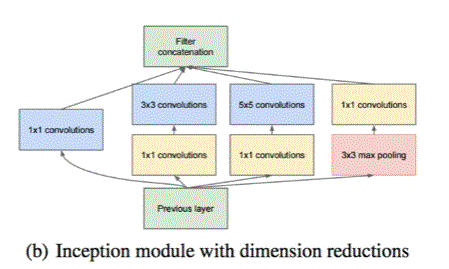 Filter
concatenation
3x3 convolutions
5x5 convolutions
1x1 convolutions
1x1 convolutions
1x1 convolutions
1x1 convolutions
3x3 max pooling
Previous layer
(b) Inception module with dimension reductions